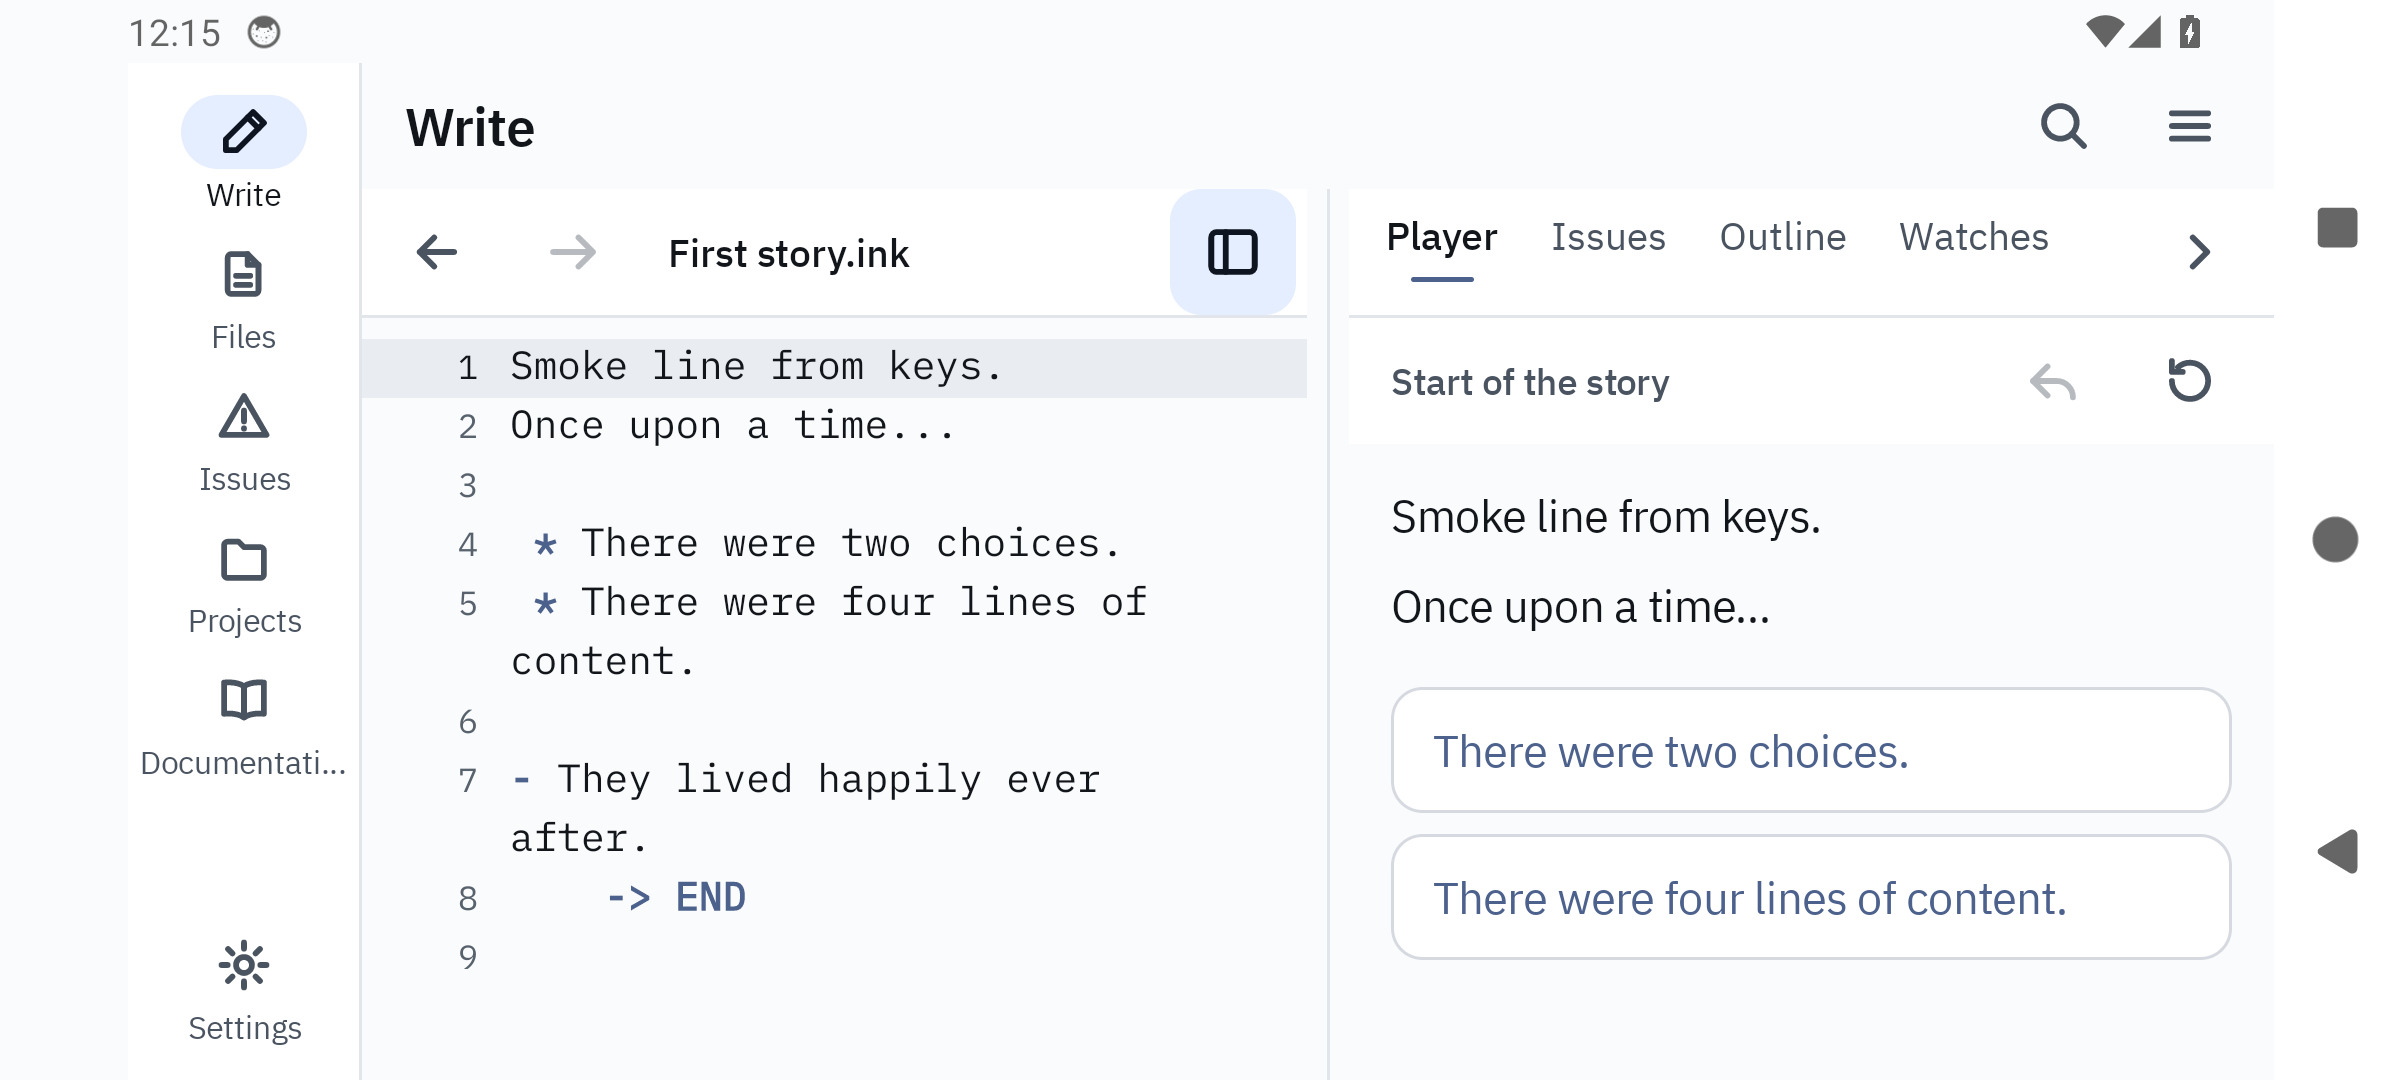 12:15
Write
Write
Files
Issues
Projects
Documentati...
Settings
First story.ink
1 Smoke line from keys.
2 Once upon a time...
3
4 * There were two choices.
5 * There were four lines of
content.
6
7 - They lived happily ever
after.
8 -> END
9
Player Issues Outline Watches
Start of the story
Smoke line from keys.
Once upon a time...
There were two choices.
There were four lines of content.